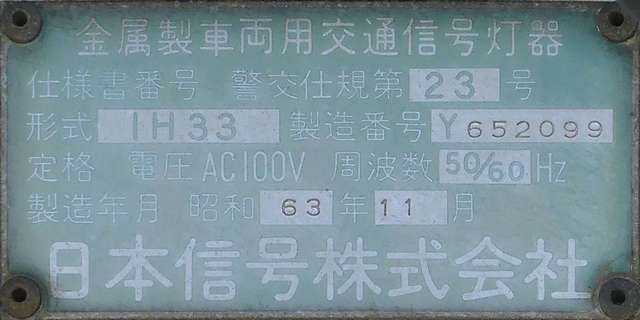 金属製車両用交通信号灯器
仕様書番号 警交仕規第 23 号
形式 1H33 製造番号 Y652099
定格 電圧 AC100V 周波数 50/60 Hz
製造年月 昭和 63 年 11 月
日本信号株式会社